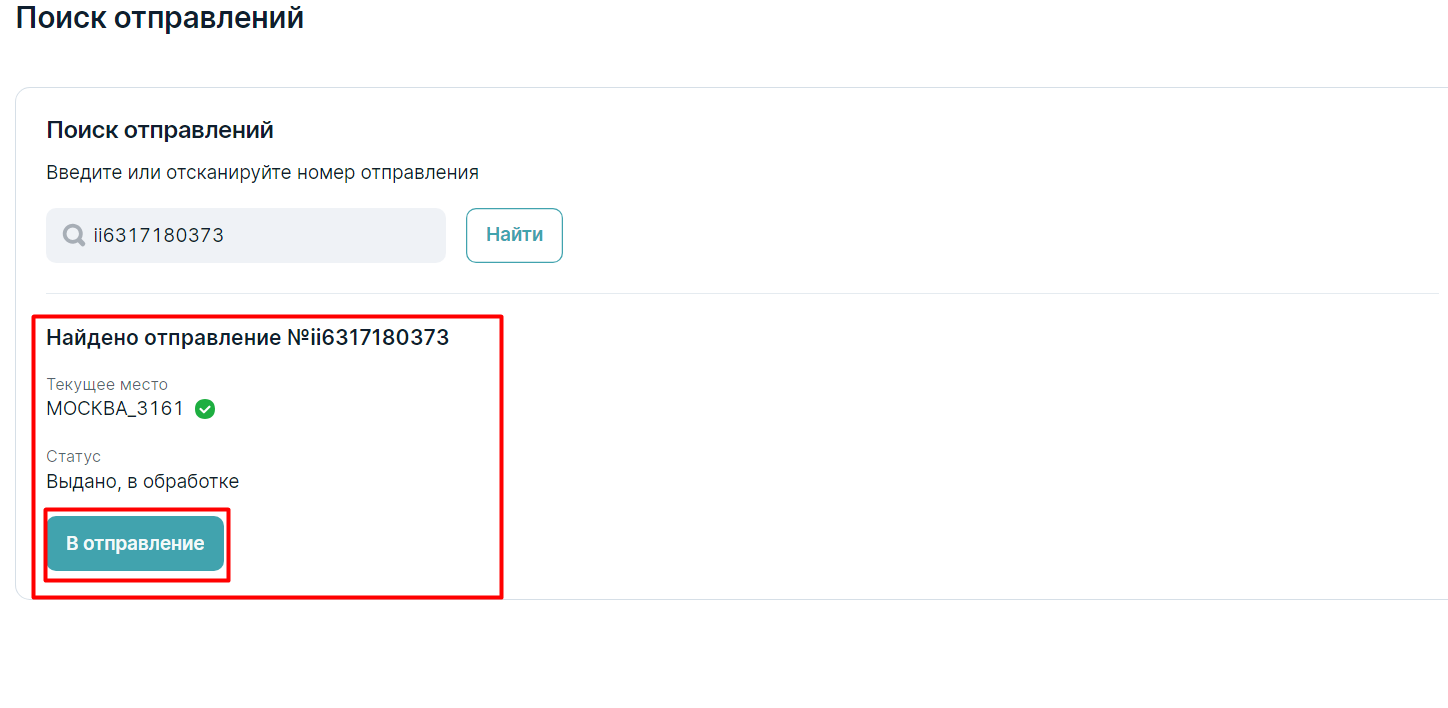 Поиск отправлений
Поиск отправлений
Введите или отсканируйте номер отправления
ii6317180373
Найти
Найдено отправление №ii6317180373
Текущее место
МОСКВА_3161
Статус
Выдано, в обработке
В отправление